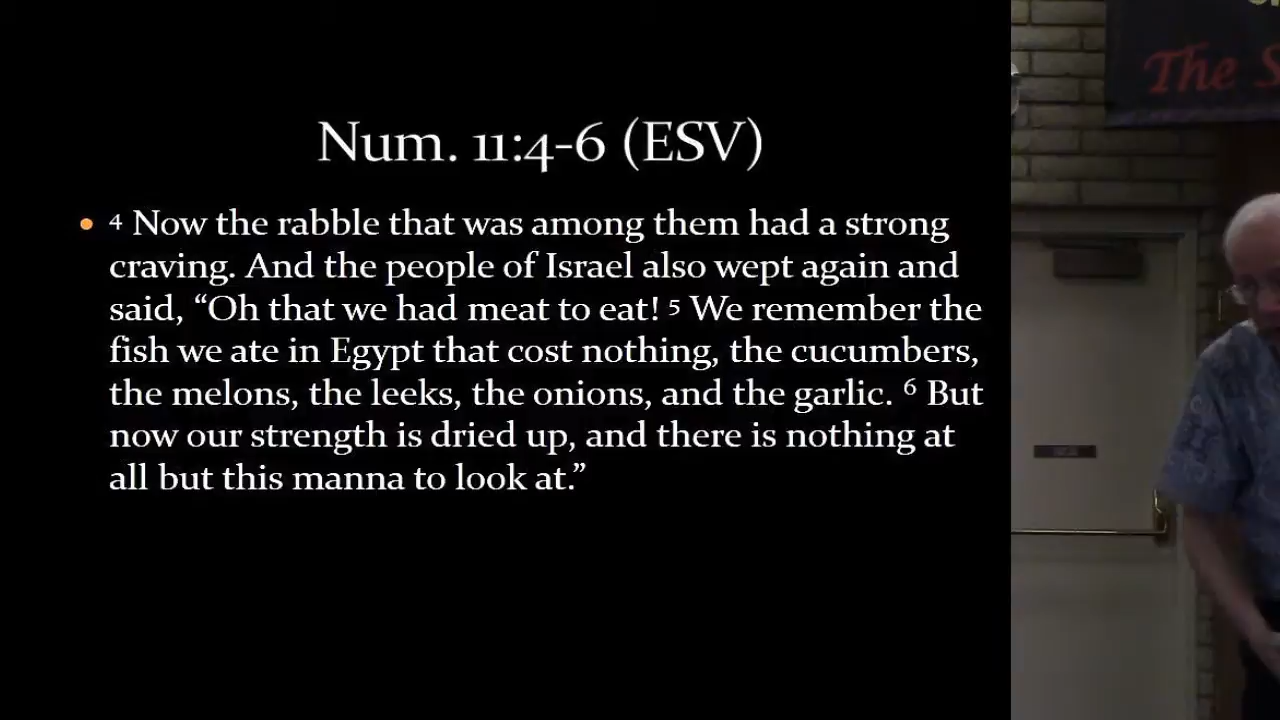 Num. 11:4-6 (ESV)
• ⁴ Now the rabble that was among them had a strong
craving. And the people of Israel also wept again and
said, “Oh that we had meat to eat! ⁵ We remember the
fish we ate in Egypt that cost nothing, the cucumbers,
the melons, the leeks, the onions, and the garlic. ⁶ But
now our strength is dried up, and there is nothing at
all but this manna to look at.”
The S